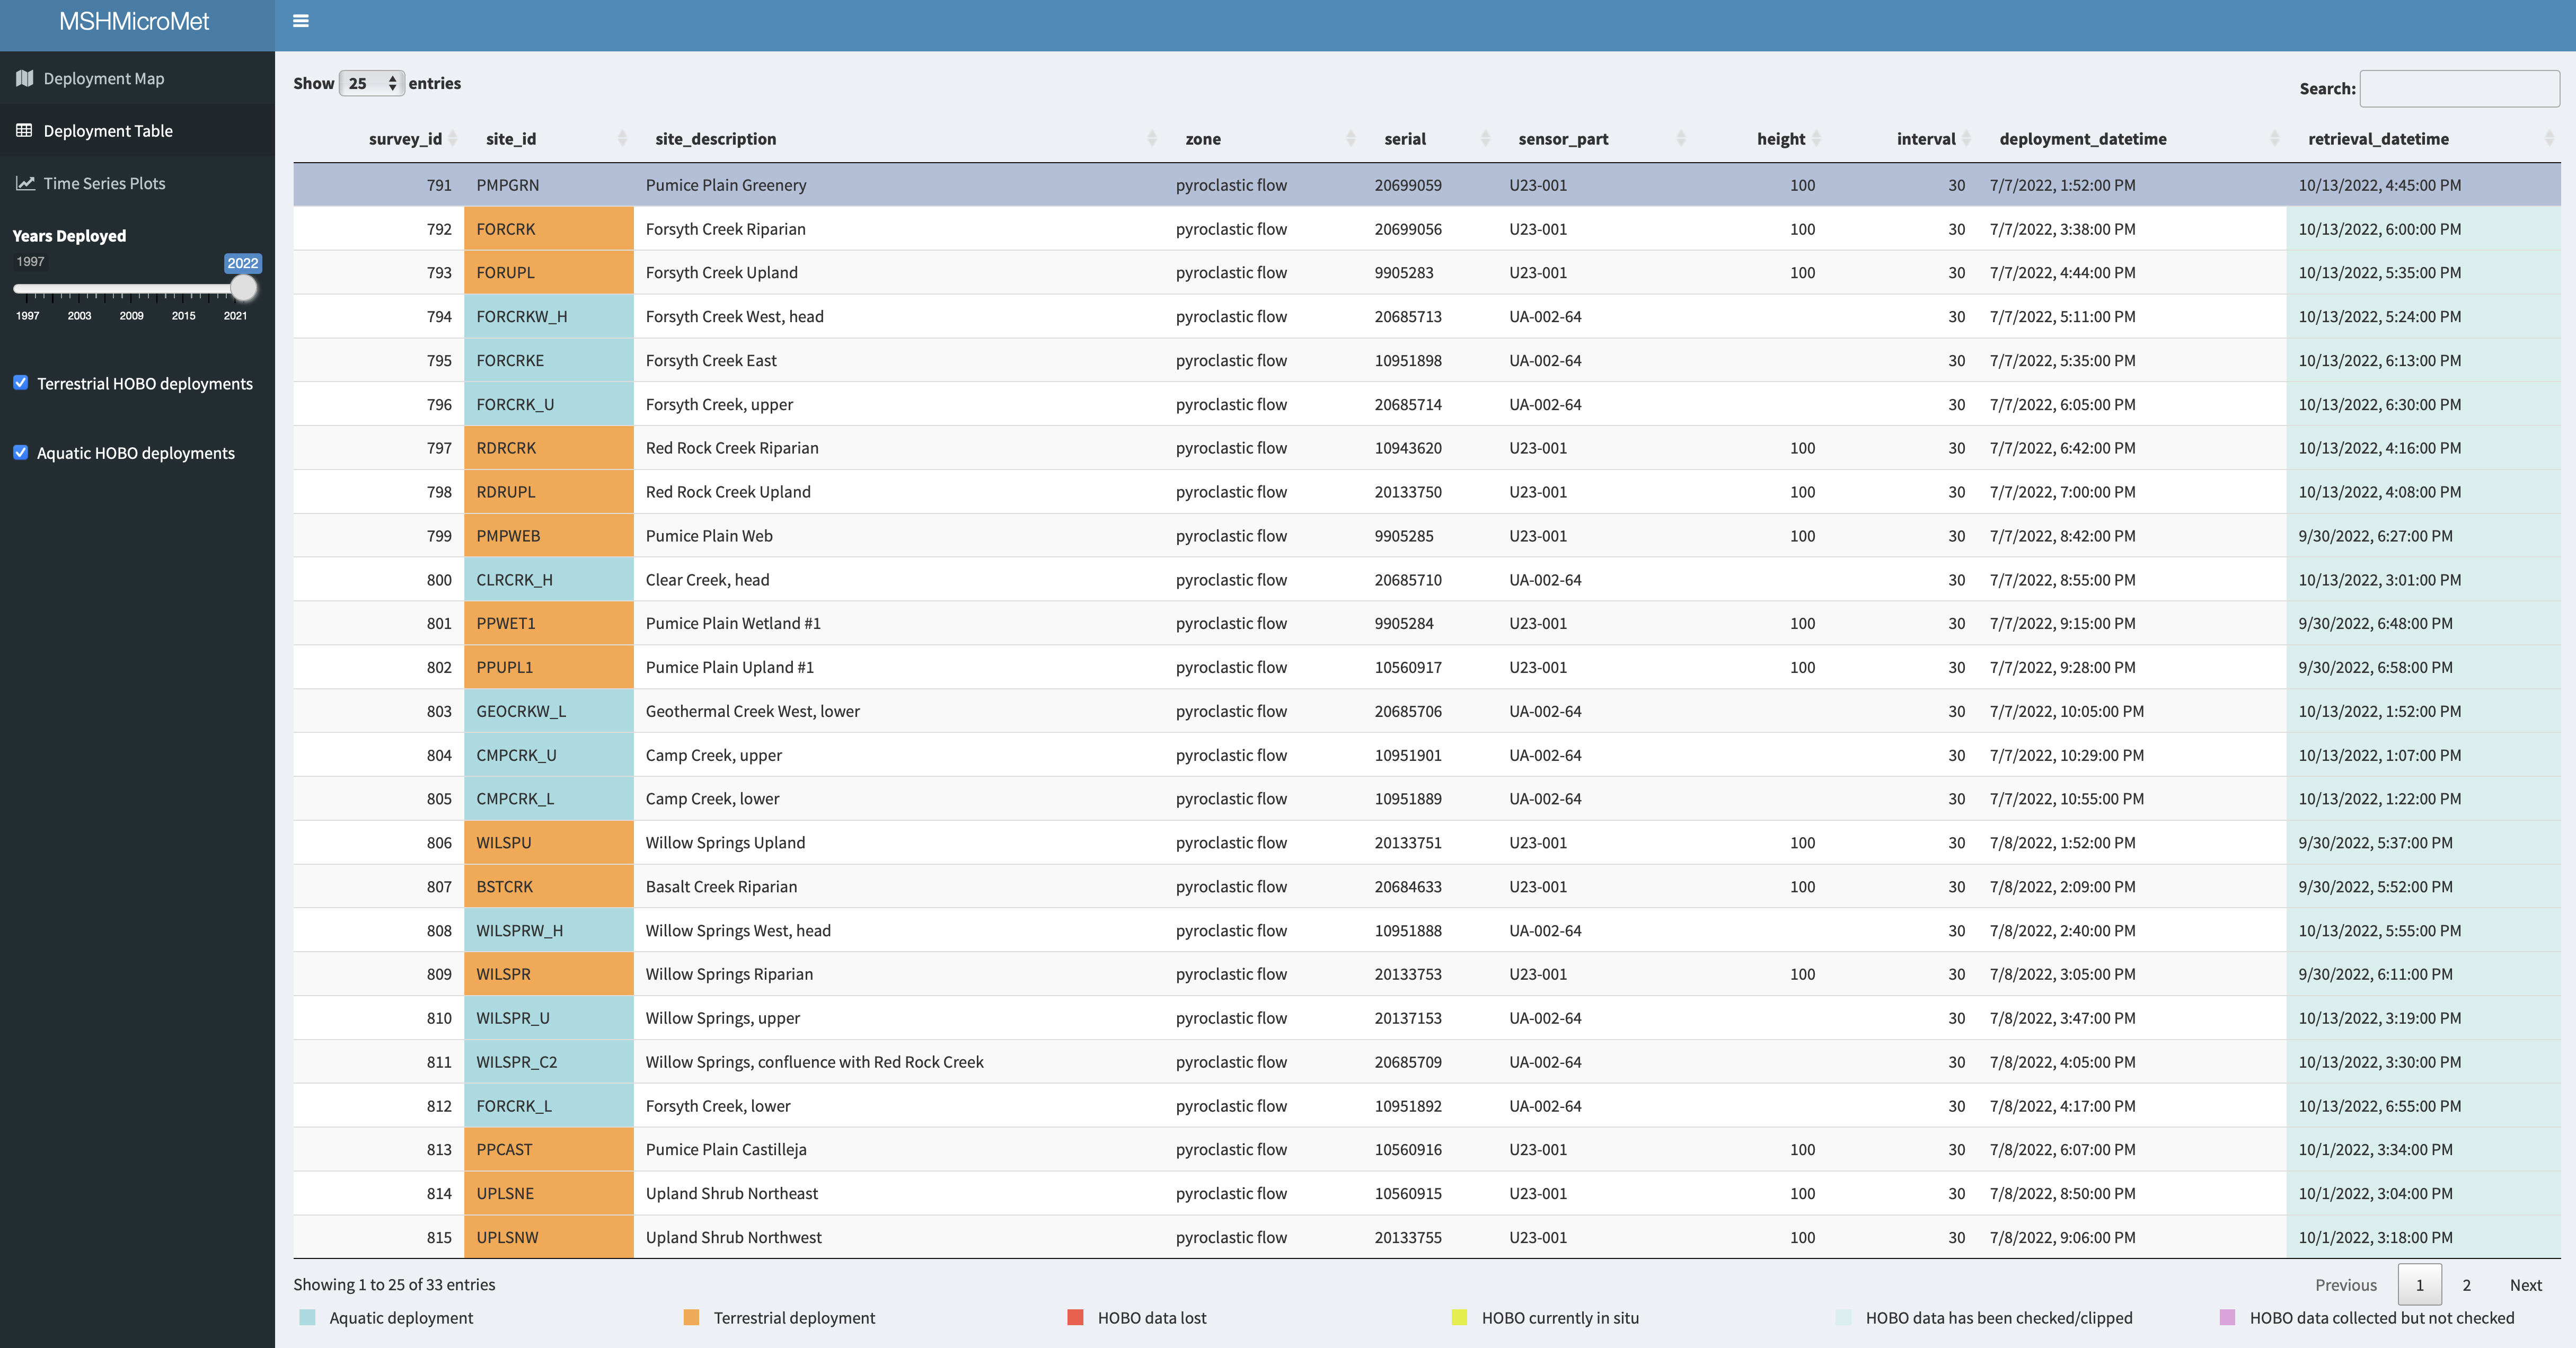 MSHMicroMet
Deployment Map
Deployment Table
Time Series Plots
Years Deployed
1997
2022
1997 2003 2009 2015 2021
Terrestrial HOBO deployments
Aquatic HOBO deployments
Show 25 entries
Search:
survey_id site_id site_description zone serial sensor_part height interval deployment_datetime retrieval_datetime
791 PMPGRN Pumice Plain Greenery pyroclastic flow 20699059 U23-001 100 30 7/7/2022, 1:52:00 PM 10/13/2022, 4:45:00 PM
792 FORCRK Forsyth Creek Riparian pyroclastic flow 20699056 U23-001 100 30 7/7/2022, 3:38:00 PM 10/13/2022, 6:00:00 PM
793 FORUPL Forsyth Creek Upland pyroclastic flow 9905283 U23-001 100 30 7/7/2022, 4:44:00 PM 10/13/2022, 5:35:00 PM
794 FORCRKW_H Forsyth Creek West, head pyroclastic flow 20685713 UA-002-64 30 7/7/2022, 5:11:00 PM 10/13/2022, 5:24:00 PM
795 FORCRKE Forsyth Creek East pyroclastic flow 10951898 UA-002-64 30 7/7/2022, 5:35:00 PM 10/13/2022, 6:13:00 PM
796 FORCRK_U Forsyth Creek, upper pyroclastic flow 20685714 UA-002-64 30 7/7/2022, 6:05:00 PM 10/13/2022, 6:30:00 PM
797 RDRCRK Red Rock Creek Riparian pyroclastic flow 10943620 U23-001 100 30 7/7/2022, 6:42:00 PM 10/13/2022, 4:16:00 PM
798 RDRUPL Red Rock Creek Upland pyroclastic flow 20133750 U23-001 100 30 7/7/2022, 7:00:00 PM 10/13/2022, 4:08:00 PM
799 PMPWEB Pumice Plain Web pyroclastic flow 9905285 U23-001 100 30 7/7/2022, 8:42:00 PM 9/30/2022, 6:27:00 PM
800 CLRCRK_H Clear Creek, head pyroclastic flow 20685710 UA-002-64 30 7/7/2022, 8:55:00 PM 10/13/2022, 3:01:00 PM
801 PPWET1 Pumice Plain Wetland #1 pyroclastic flow 9905284 U23-001 100 30 7/7/2022, 9:15:00 PM 9/30/2022, 6:48:00 PM
802 PPUPL1 Pumice Plain Upland #1 pyroclastic flow 10560917 U23-001 100 30 7/7/2022, 9:28:00 PM 9/30/2022, 6:58:00 PM
803 GEOCRKW_L Geothermal Creek West, lower pyroclastic flow 20685706 UA-002-64 30 7/7/2022, 10:05:00 PM 10/13/2022, 1:52:00 PM
804 CMPCRK_U Camp Creek, upper pyroclastic flow 10951901 UA-002-64 30 7/7/2022, 10:29:00 PM 10/13/2022, 1:07:00 PM
805 CMPCRK_L Camp Creek, lower pyroclastic flow 10951889 UA-002-64 30 7/7/2022, 10:55:00 PM 10/13/2022, 1:22:00 PM
806 WILSPU Willow Springs Upland pyroclastic flow 20133751 U23-001 100 30 7/8/2022, 1:52:00 PM 9/30/2022, 5:37:00 PM
807 BSTCRK Basalt Creek Riparian pyroclastic flow 20684633 U23-001 100 30 7/8/2022, 2:09:00 PM 9/30/2022, 5:52:00 PM
808 WILSPRW_H Willow Springs West, head pyroclastic flow 10951888 UA-002-64 30 7/8/2022, 2:40:00 PM 10/13/2022, 5:55:00 PM
809 WILSPR Willow Springs Riparian pyroclastic flow 20133753 U23-001 100 30 7/8/2022, 3:05:00 PM 9/30/2022, 6:11:00 PM
810 WILSPR_U Willow Springs, upper pyroclastic flow 20137153 UA-002-64 30 7/8/2022, 3:47:00 PM 10/13/2022, 3:19:00 PM
811 WILSPR_C2 Willow Springs, confluence with Red Rock Creek pyroclastic flow 20685709 UA-002-64 30 7/8/2022, 4:05:00 PM 10/13/2022, 3:30:00 PM
812 FORCRK_L Forsyth Creek, lower pyroclastic flow 10951892 UA-002-64 30 7/8/2022, 4:17:00 PM 10/13/2022, 6:55:00 PM
813 PPCAST Pumice Plain Castilleja pyroclastic flow 10560916 U23-001 100 30 7/8/2022, 6:07:00 PM 10/1/2022, 3:34:00 PM
814 UPLSNE Upland Shrub Northeast pyroclastic flow 10560915 U23-001 100 30 7/8/2022, 8:50:00 PM 10/1/2022, 3:04:00 PM
815 UPLSNW Upland Shrub Northwest pyroclastic flow 20133755 U23-001 100 30 7/8/2022, 9:06:00 PM 10/1/2022, 3:18:00 PM
Showing 1 to 25 of 33 entries
Previous 1 2 Next
Aquatic deployment Terrestrial deployment HOBO data lost HOBO currently in situ HOBO data has been checked/clipped HOBO data collected but not checked